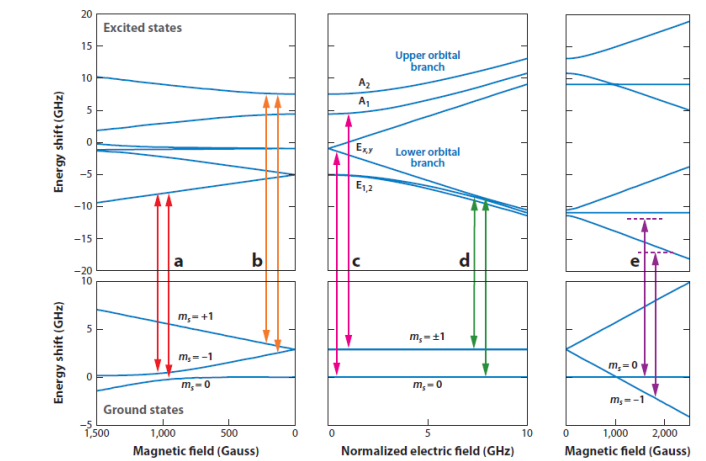 Excited states
Energy shift (GHz)
20
15
10
5
0
−5
−10
−15
−20
a
b
Upper orbital
branch
A2
A1
Ex,y
Lower orbital
branch
E1,2
c
d
e
Energy shift (GHz)
10
5
0
−5
ms = +1
ms = −1
ms = 0
Ground states
ms = ±1
ms = 0
ms = 0
ms = −1
1,500
1,000
500
0
0
5
10
0
1,000
2,000
Magnetic field (Gauss)
Normalized electric field (GHz)
Magnetic field (Gauss)